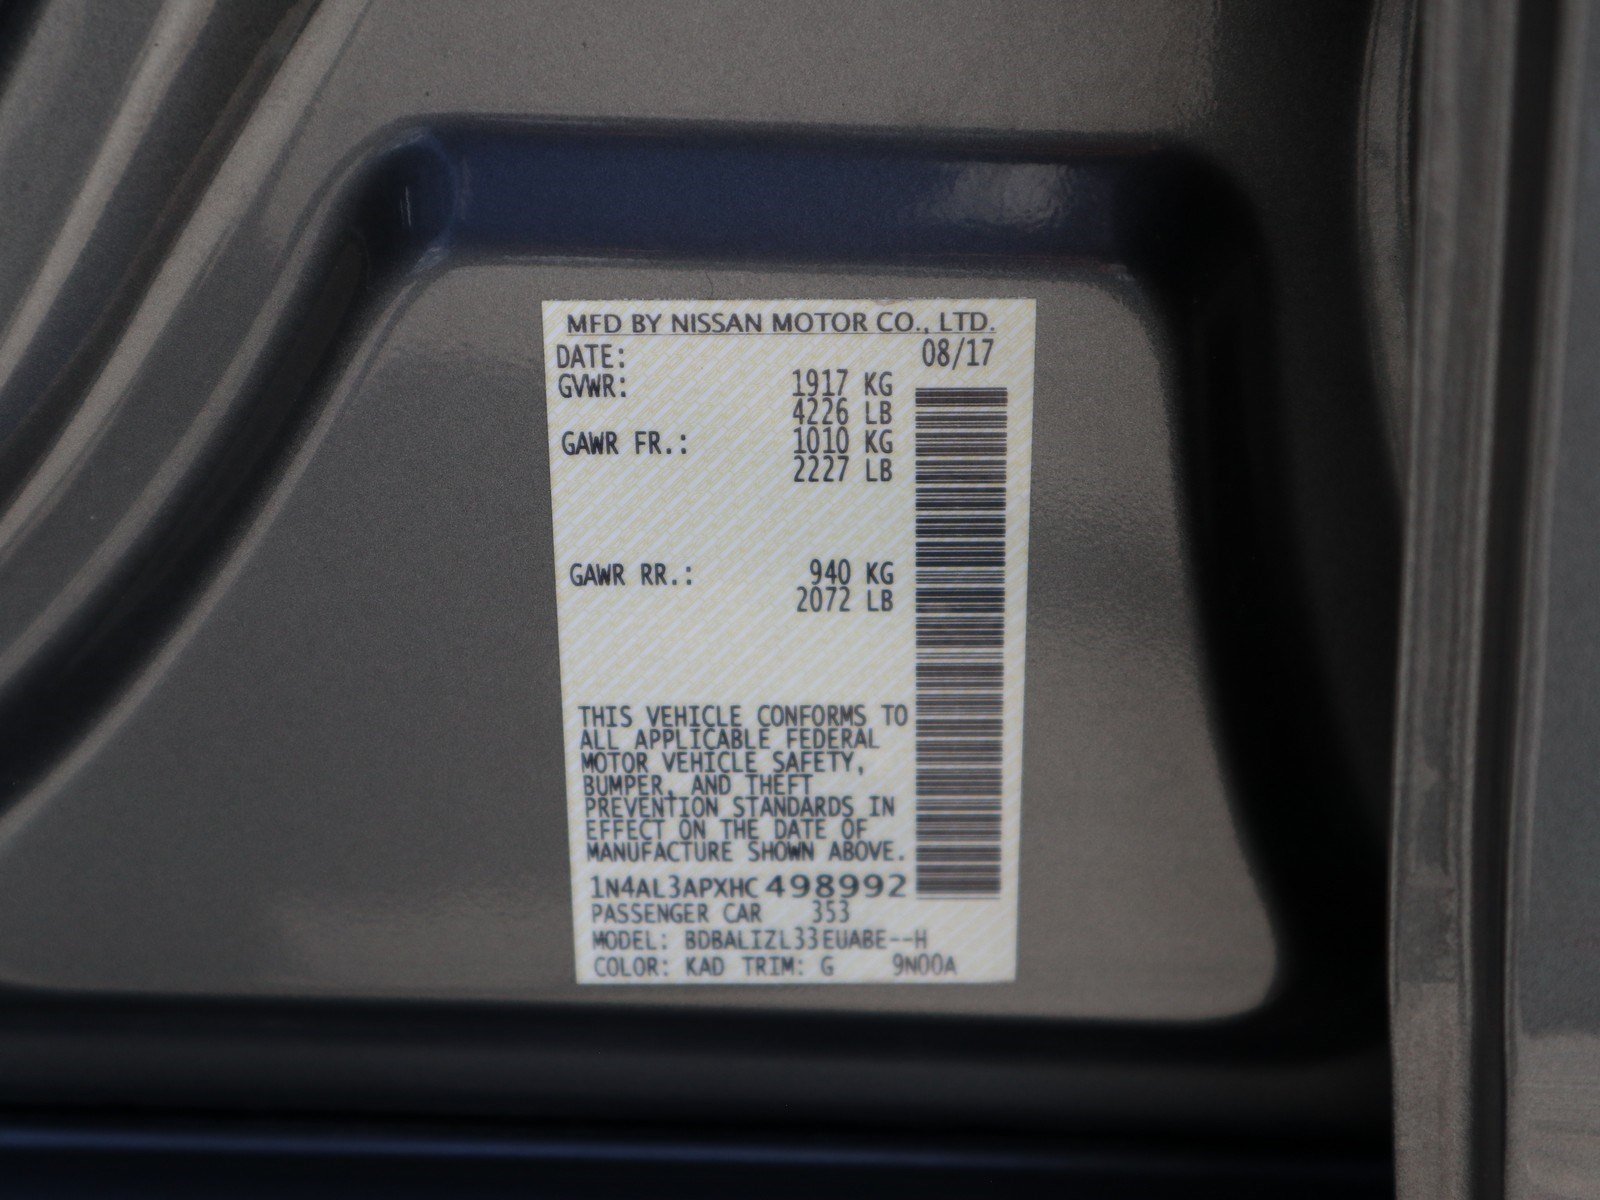 MFD BY NISSAN MOTOR CO., LTD.
DATE: 08/17
GVWR: 1917 KG
4226 LB
GAWR FR.: 1010 KG
2227 LB
GAWR RR.: 940 KG
2072 LB
THIS VEHICLE CONFORMS TO
ALL APPLICABLE FEDERAL
MOTOR VEHICLE SAFETY,
BUMPER, AND THEFT
PREVENTION STANDARDS IN
EFFECT ON THE DATE OF
MANUFACTURE SHOWN ABOVE.
1N4AL3APXHC 498992
PASSENGER CAR 353
MODEL: BDBALIZL33EUABE--H
COLOR: KAD TRIM: G 9N00A